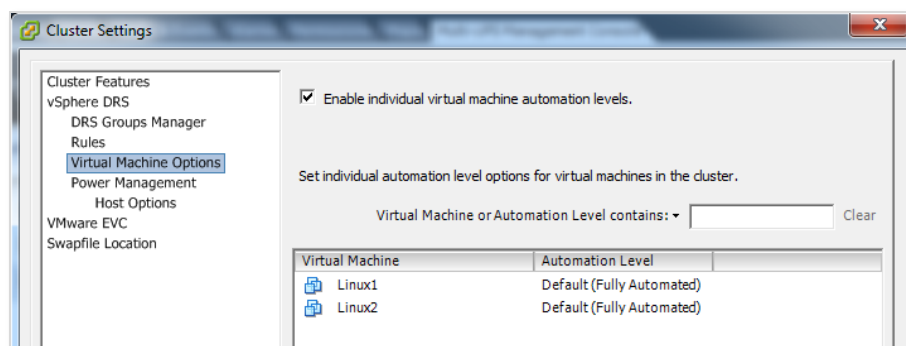 Cluster Settings
Cluster Features
vSphere DRS
DRS Groups Manager
Rules
Virtual Machine Options
Power Management
Host Options
VMware EVC
Swapfile Location
Enable individual virtual machine automation levels.
Set individual automation level options for virtual machines in the cluster.
Virtual Machine or Automation Level contains: Clear
Virtual Machine Automation Level
Linux1 Default (Fully Automated)
Linux2 Default (Fully Automated)